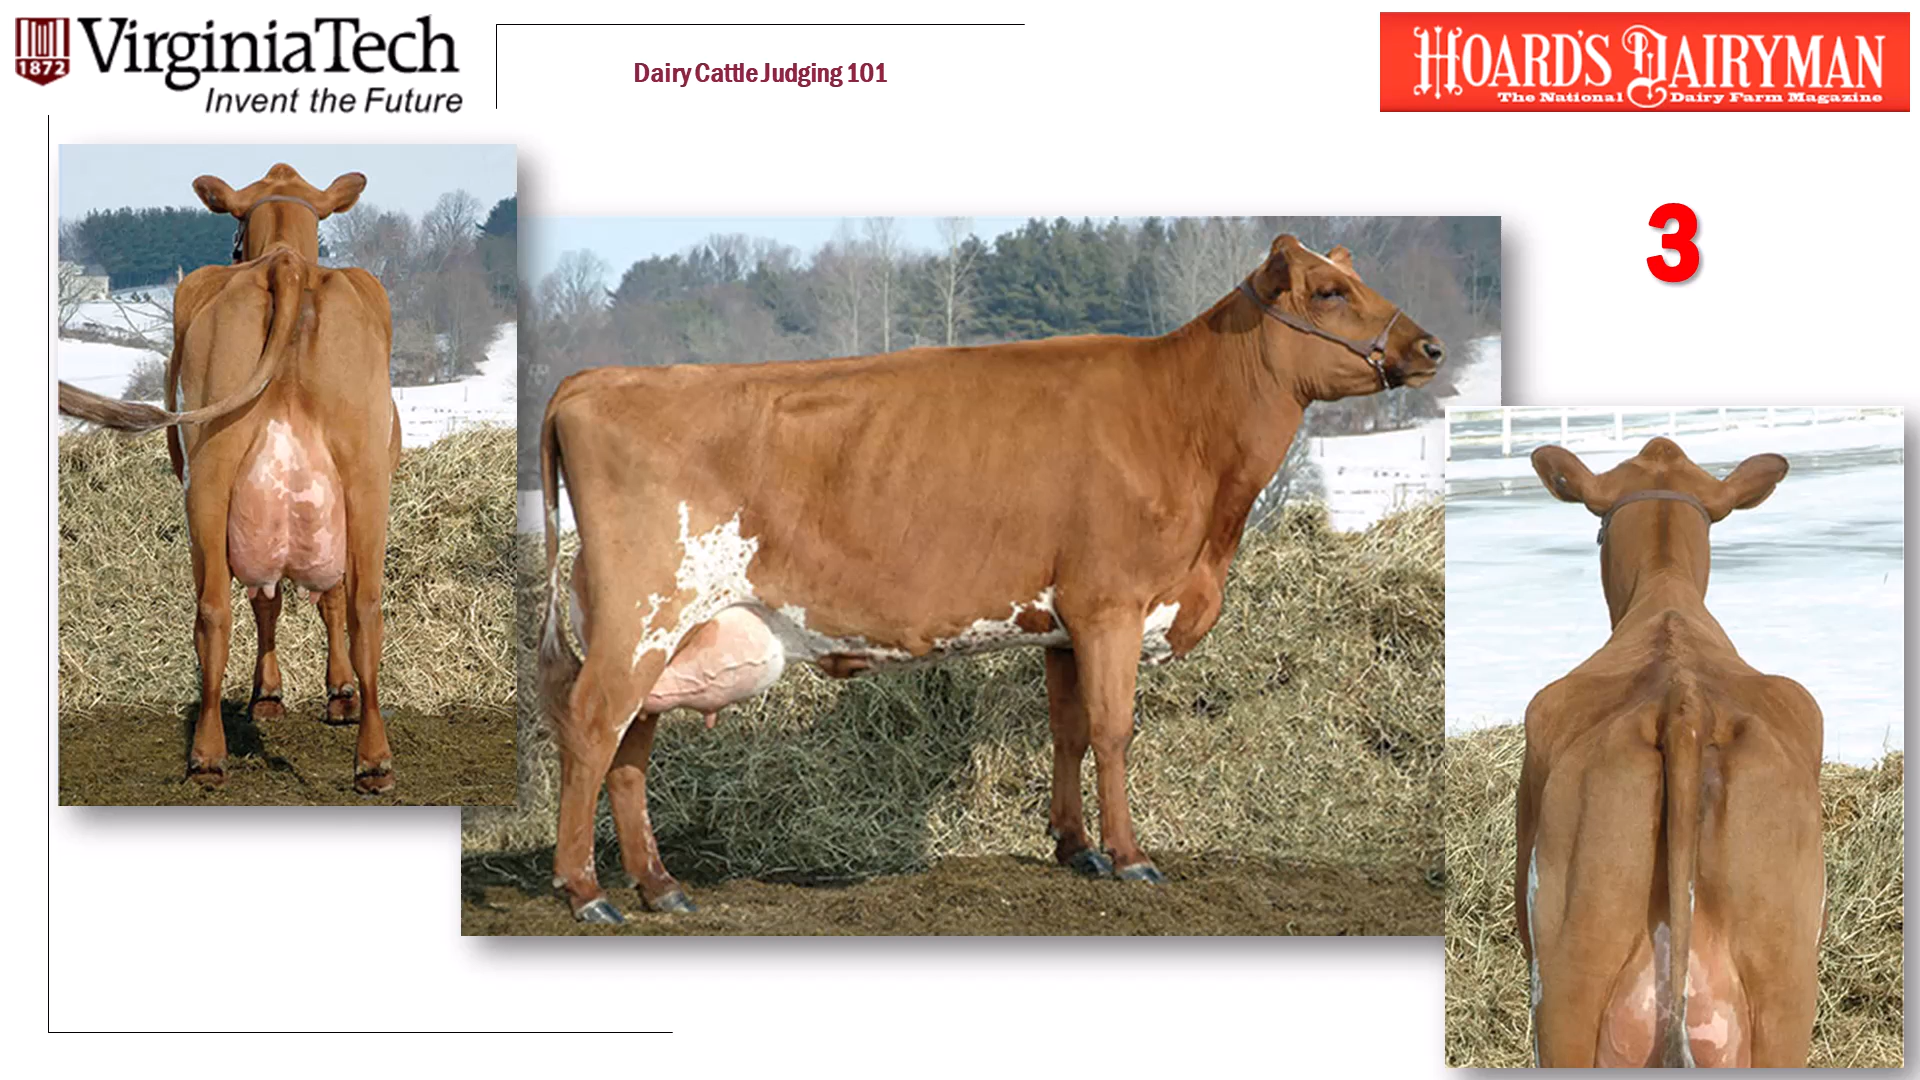 1872
VirginiaTech
Invent the Future
Dairy Cattle Judging 101
HOARD'S DAIRYMAN
The National Dairy Farm Magazine
3